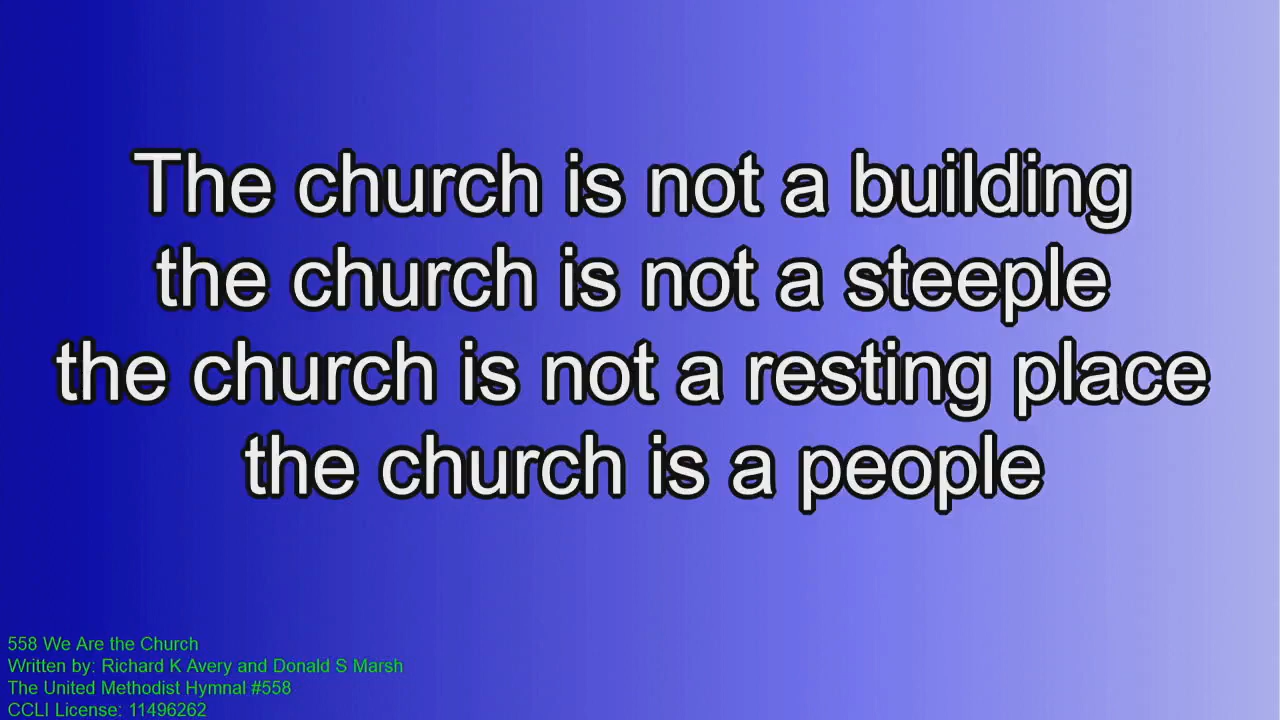 The church is not a building
the church is not a steeple
the church is not a resting place
the church is a people
558 We Are the Church
Written by: Richard K Avery and Donald S Marsh
The United Methodist Hymnal #558
CCLI License: 11496262